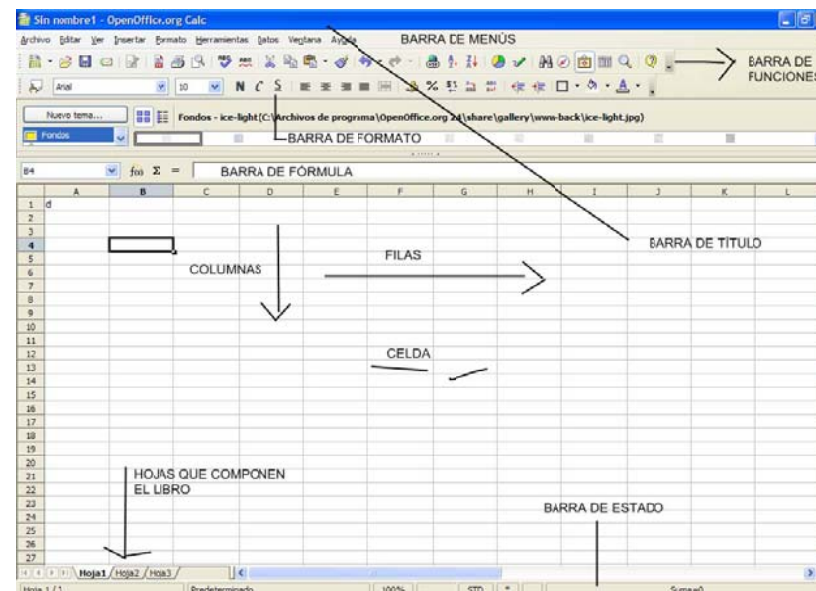 Sin nombre1 - OpenOffice.org Calc
Archivo Editar Ver Insertar Formato Herramientas Datos Ventana Ayuda
BARRA DE MENÚS
BARRA DE FUNCIONES
Arial 10 N C S
Nuevo tema...
Fondos - ice-light(C:\Archivos de programa\OpenOffice.org 24\share\gallery\www-back\ice-light.jpg)
Fondos
BARRA DE FORMATO
B4 f(x) Σ =
BARRA DE FÓRMULA
A B C D E F G H I J K L
1 d
2
3
4
BARRA DE TÍTULO
5
FILAS
6
COLUMNAS
7
8
9
10
11
12
CELDA
13
14
15
16
17
18
19
20
21
HOJAS QUE COMPONEN
22
EL LIBRO
23
BARRA DE ESTADO
24
25
26
27
Hoja1 Hoja2 Hoja3
Hoja 1 / 1 Predeterminado 100% STD * Suma=0